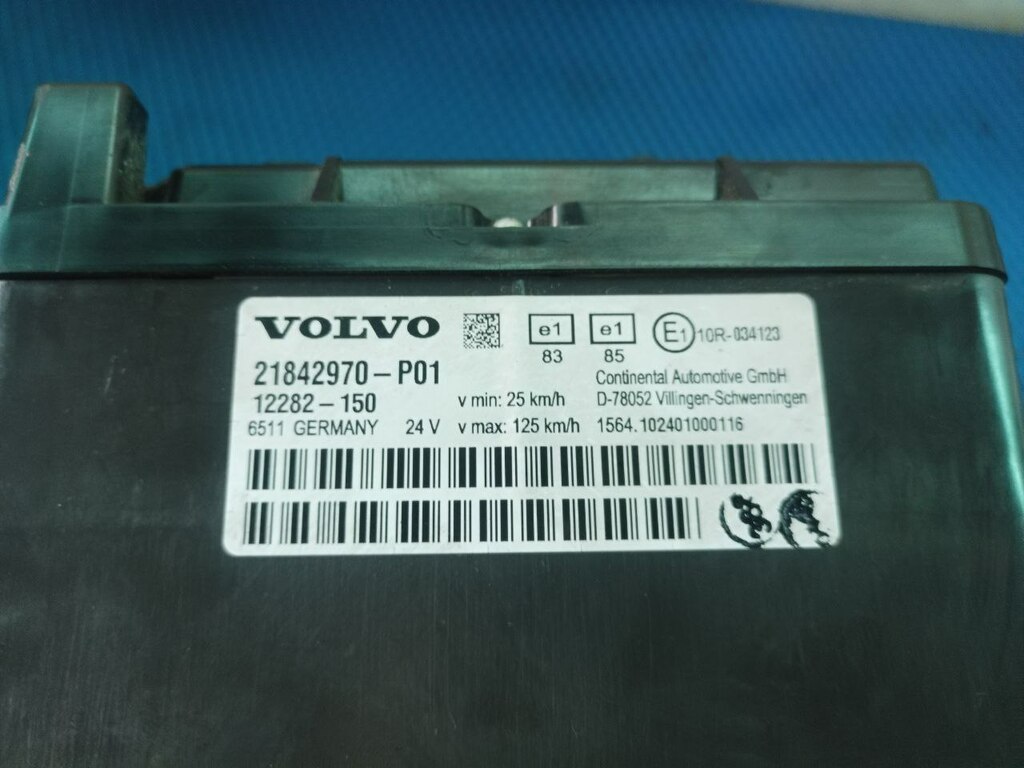 VOLVO
e1 e1 E1 10R-034123
83 85
21842970-P01
Continental Automotive GmbH
12282-150 v min: 25 km/h D-78052 Villingen-Schwenningen
6511 GERMANY 24 V v max: 125 km/h 1564.102401000116